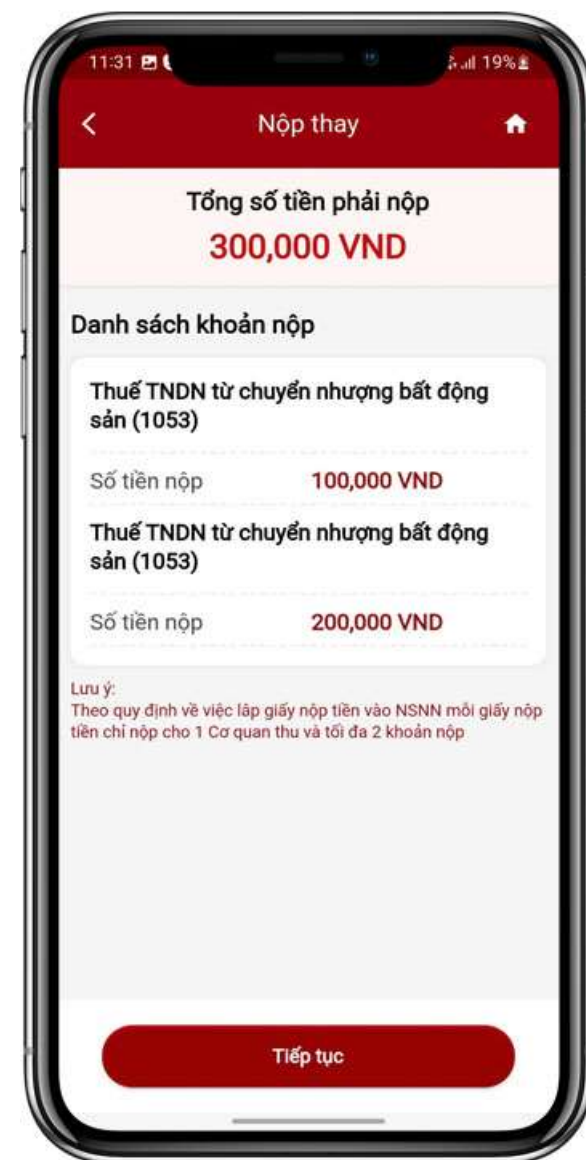 11:31
19%
Nộp thay
Tổng số tiền phải nộp
300,000 VND
Danh sách khoản nộp
Thuế TNDN từ chuyển nhượng bất động
sản (1053)
Số tiền nộp 100,000 VND
Thuế TNDN từ chuyển nhượng bất động
sản (1053)
Số tiền nộp 200,000 VND
Lưu ý:
Theo quy định về việc lập giấy nộp tiền vào NSNN mỗi giấy nộp
tiền chỉ nộp cho 1 Cơ quan thu và tối đa 2 khoản nộp
Tiếp tục